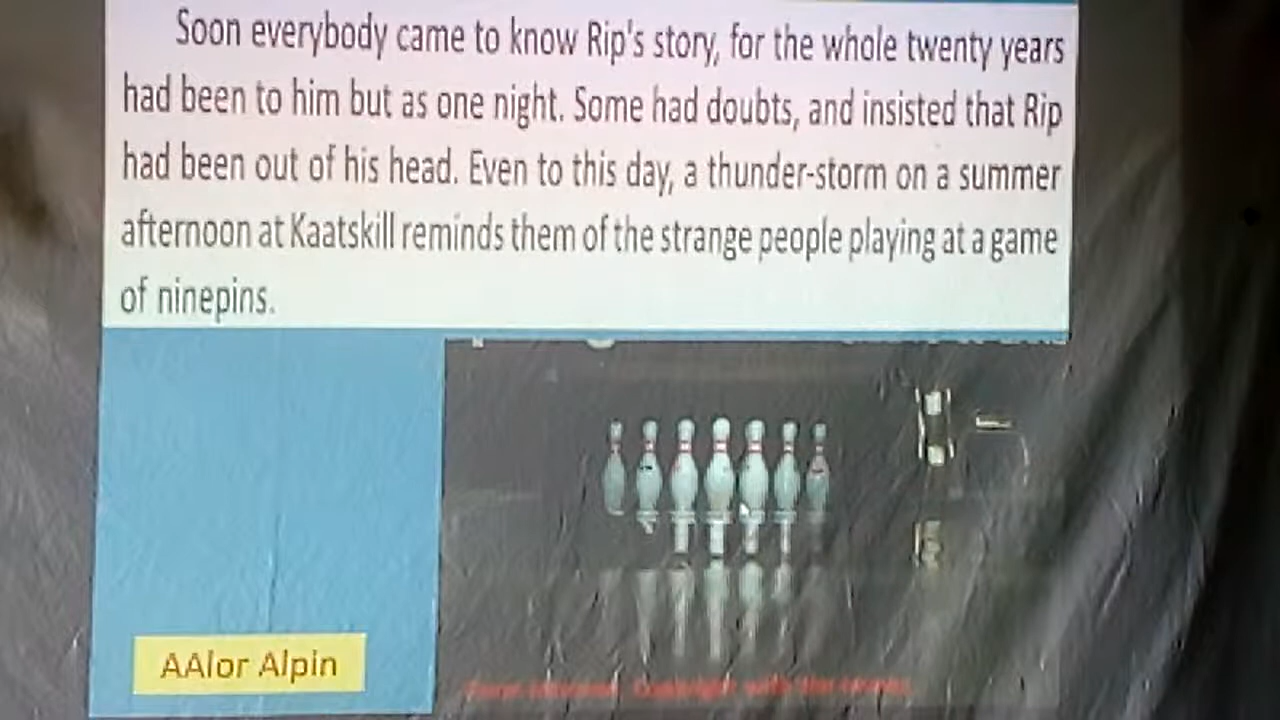 Soon everybody came to know Rip's story, for the whole twenty years
had been to him but as one night. Some had doubts, and insisted that Rip
had been out of his head. Even to this day, a thunder-storm on a summer
afternoon at Kaatskill reminds them of the strange people playing at a game
of ninepins.
AAlor Alpin